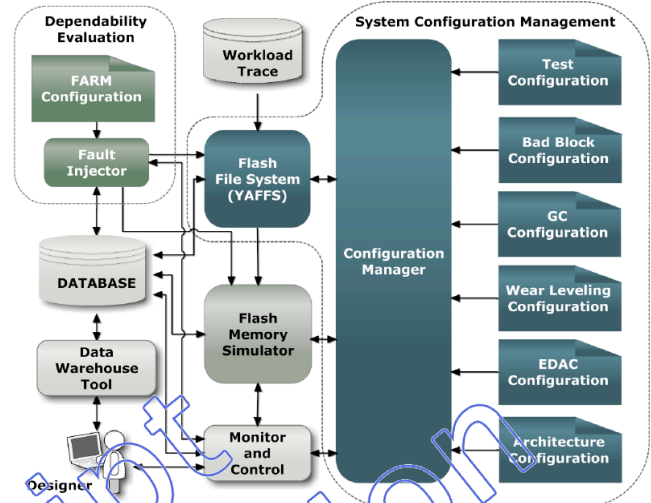 Dependability
Evaluation
FARM
Configuration
Fault
Injector
DATABASE
Data
Warehouse
Tool
Designer
Workload
Trace
Flash
File System
(YAFFS)
Flash
Memory
Simulator
Monitor
and
Control
System Configuration Management
Configuration
Manager
Test
Configuration
Bad Block
Configuration
GC
Configuration
Wear Leveling
Configuration
EDAC
Configuration
Architecture
Configuration